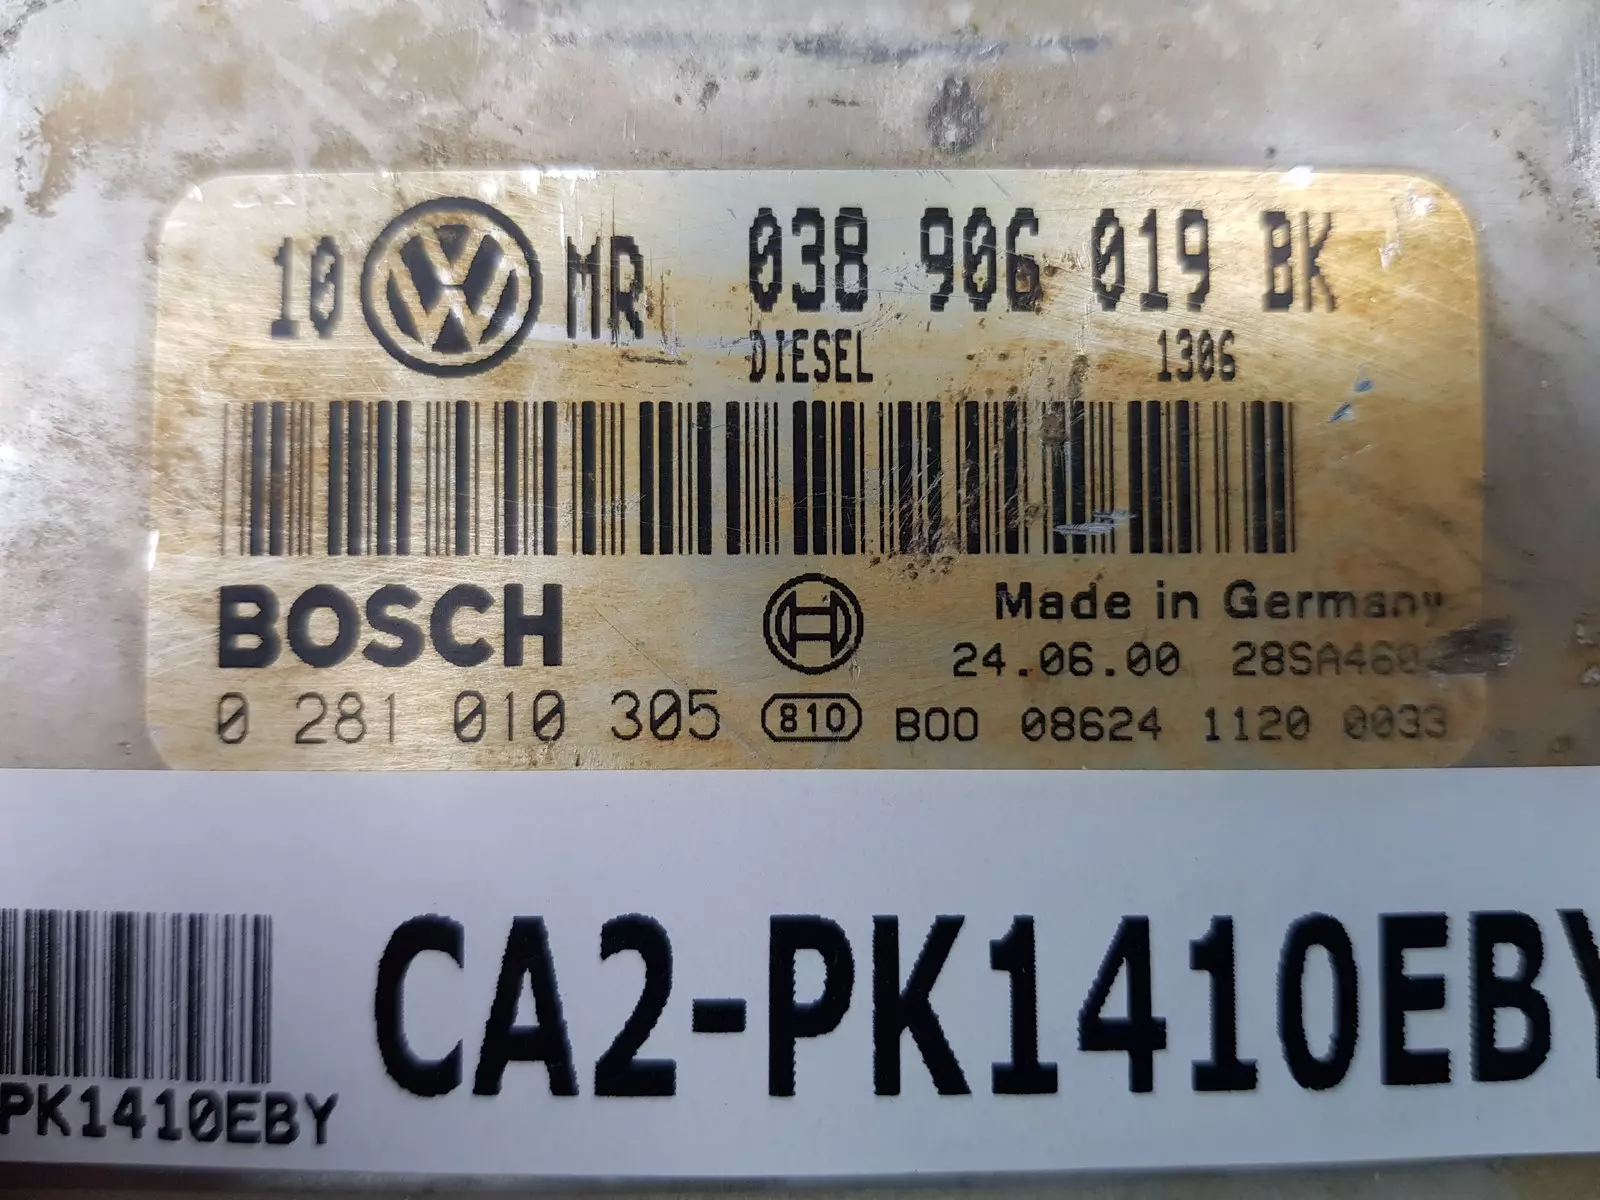 10 VW MR 038 906 019 BK
DIESEL 1306
BOSCH Made in Germany
24.06.00
0 281 010 305 810 B00 08624 1120 0033
CA2-PK1410EBY
PK1410EBY